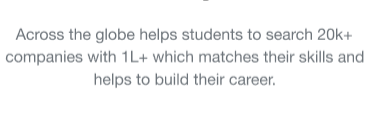 Across the globe helps students to search 20k+
companies with 1L+ which matches their skills and
helps to build their career.